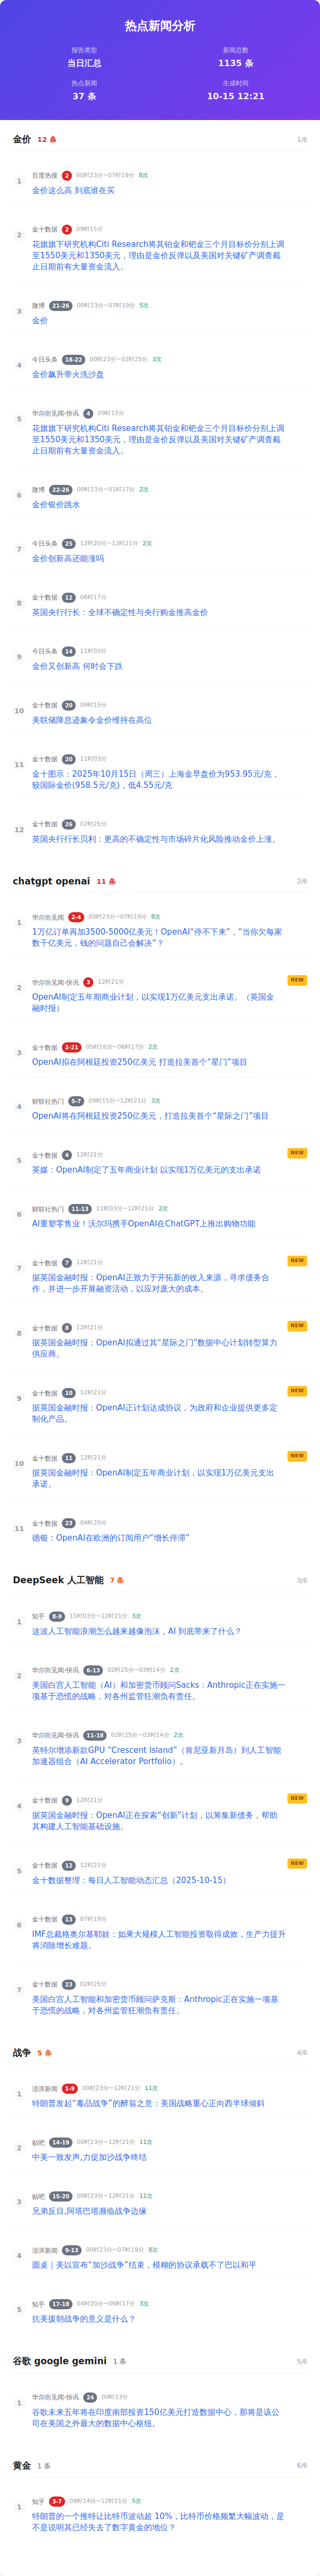 热点新闻分析
报告类型
新闻总数
当日汇总
1135 条
热点新闻
生成时间
37 条
10-15 12:21
金价 12 条 1/6
1 百度热搜 2 00时23分~07时19分 8次
金价这么高 到底谁在买
2 金十数据 2 09时15分
花旗旗下研究机构Citi Research将其铂金和钯金三个月目标价分别上调
至1550美元和1350美元，理由是金价反弹以及美国对关键矿产调查截
止日期前有大量资金流入。
3 微博 21-26 00时23分~07时19分 5次
金价
4 今日头条 18-22 00时23分~02时25分 3次
金价飙升带火洗沙盘
5 华尔街见闻-快讯 4 09时15分
花旗旗下研究机构Citi Research将其铂金和钯金三个月目标价分别上调
至1550美元和1350美元，理由是金价反弹以及美国对关键矿产调查截
止日期前有大量资金流入。
6 微博 22-26 00时23分~01时17分 2次
金价银价跳水
7 今日头条 25 12时20分~12时21分 2次
金价创新高还能涨吗
8 金十数据 12 06时17分
英国央行行长：全球不确定性与央行购金推高金价
9 今日头条 14 11时03分
金价又创新高 何时会下跌
10 金十数据 20 09时15分
美联储降息迹象令金价维持在高位
11 金十数据 20 11时03分
金十图示：2025年10月15日（周三）上海金早盘价为953.95元/克，
较国际金价(958.5元/克)，低4.55元/克
12 金十数据 26 02时25分
英国央行行长贝利：更高的不确定性与市场碎片化风险推动金价上涨。
chatgpt openai 11 条 2/6
1 华尔街见闻 2-4 00时23分~07时19分 8次
1万亿订单再加3500-5000亿美元！OpenAI“停不下来”，“当你欠每家
数千亿美元，钱的问题自己会解决”？
2 华尔街见闻-快讯 3 12时21分 NEW
OpenAI制定五年期商业计划，以实现1万亿美元支出承诺。（英国金
融时报）
3 金十数据 2-21 05时16分~06时17分 2次
OpenAI拟在阿根廷投资250亿美元 打造拉美首个“星门”项目
4 财联社热门 5-7 09时15分~12时21分 3次
OpenAI将在阿根廷投资250亿美元，打造拉美首个“星际之门”项目
5 金十数据 4 12时21分 NEW
英媒：OpenAI制定了五年商业计划 以实现1万亿美元的支出承诺
6 财联社热门 11-13 11时03分~12时21分 2次
AI重塑零售业！沃尔玛携手OpenAI在ChatGPT上推出购物功能
7 金十数据 7 12时21分 NEW
据英国金融时报：OpenAI正致力于开拓新的收入来源，寻求债务合
作，并进一步开展融资活动，以应对庞大的成本。
8 金十数据 8 12时21分 NEW
据英国金融时报：OpenAI拟通过其“星际之门”数据中心计划转型算力
供应商。
9 金十数据 10 12时21分 NEW
据英国金融时报：OpenAI正计划达成协议，为政府和企业提供更多定
制化产品。
10 金十数据 11 12时21分 NEW
据英国金融时报：OpenAI制定五年商业计划，以实现1万亿美元支出
承诺。
11 金十数据 23 04时20分
德银：OpenAI在欧洲的订阅用户“增长停滞”
DeepSeek 人工智能 7 条 3/6
1 知乎 8-9 11时03分~12时21分 3次
这波人工智能浪潮怎么越来越像泡沫，AI 到底带来了什么？
2 华尔街见闻-快讯 6-13 02时25分~03时14分 2次
美国白宫人工智能（AI）和加密货币顾问Sacks：Anthropic正在实施一
项基于恐慌的战略，对各州监管狂潮负有责任。
3 华尔街见闻-快讯 11-18 02时25分~03时14分 2次
英特尔增添新款GPU “Crescent Island”（肯尼亚新月岛）到人工智能
加速器组合（AI Accelerator Portfolio）。
4 金十数据 9 12时21分 NEW
据英国金融时报：OpenAI正在探索“创新”计划，以筹集新债务，帮助
其构建人工智能基础设施。
5 金十数据 12 12时21分 NEW
金十数据整理：每日人工智能动态汇总（2025-10-15）
6 金十数据 13 07时19分
IMF总裁格奥尔基耶娃：如果大规模人工智能投资取得成效，生产力提升
将消除增长难题。
7 金十数据 23 02时25分
美国白宫人工智能和加密货币顾问萨克斯：Anthropic正在实施一项基
于恐慌的战略，对各州监管狂潮负有责任。
战争 5 条 4/6
1 澎湃新闻 1-9 00时23分~12时21分 11次
特朗普发起“毒品战争”的醉翁之意：美国战略重心正向西半球倾斜
2 贴吧 14-19 00时23分~12时21分 11次
中美一致发声,力促加沙战争终结
3 贴吧 15-20 00时23分~12时21分 11次
兄弟反目,阿塔巴塔濒临战争边缘
4 澎湃新闻 9-13 00时23分~07时19分 8次
圆桌｜美以宣布“加沙战争”结束，模糊的协议承载不了巴以和平
5 知乎 17-18 04时20分~06时17分 3次
抗美援朝战争的意义是什么？
谷歌 google gemini 1 条 5/6
1 华尔街见闻-快讯 24 00时23分
谷歌未来五年将在印度南部投资150亿美元打造数据中心，那将是该公
司在美国之外最大的数据中心枢纽。
黄金 1 条 6/6
1 知乎 3-7 09时14分~12时21分 5次
特朗普的一个推特让比特币波动超 10%，比特币价格频繁大幅波动，是
不是说明其已经失去了数字黄金的地位？